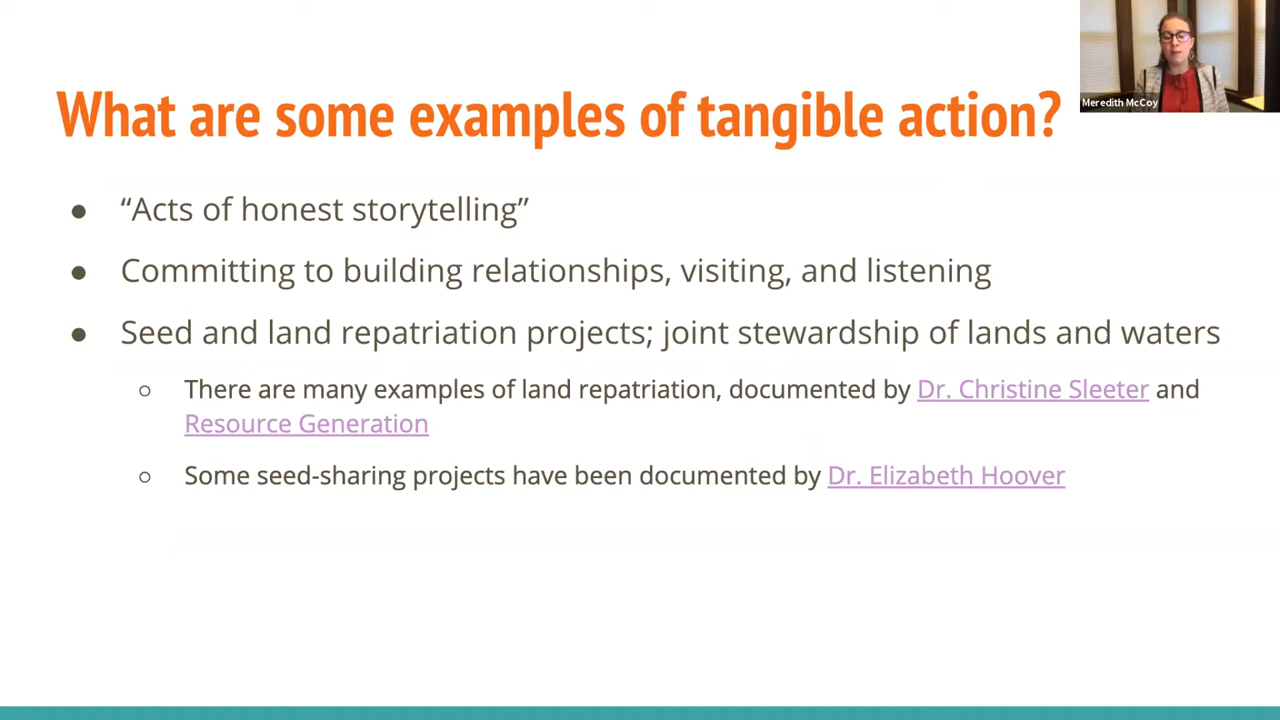 What are some examples of tangible action?
Meredith McCoy
● “Acts of honest storytelling”
● Committing to building relationships, visiting, and listening
● Seed and land repatriation projects; joint stewardship of lands and waters
○ There are many examples of land repatriation, documented by Dr. Christine Sleeter and
Resource Generation
○ Some seed-sharing projects have been documented by Dr. Elizabeth Hoover